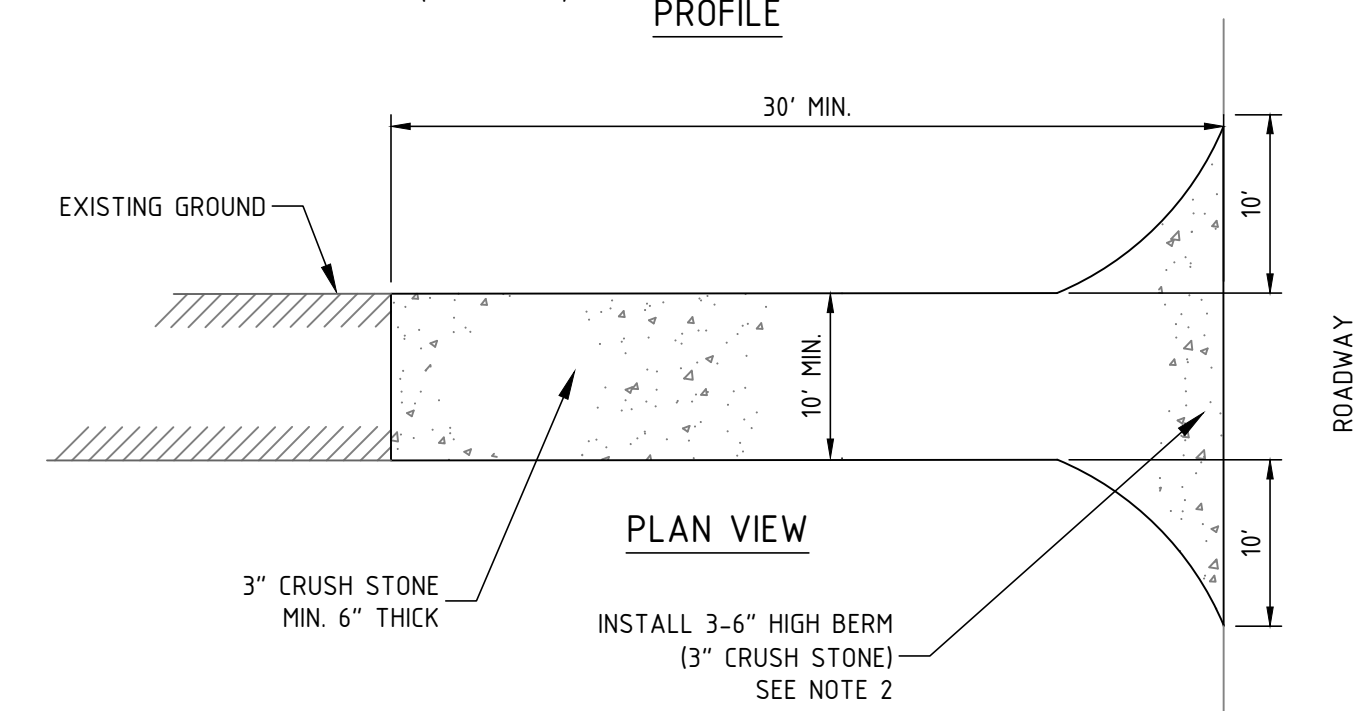 PROFILE
30' MIN.
EXISTING GROUND
10'
10' MIN.
ROADWAY
PLAN VIEW
10'
3" CRUSH STONE
MIN. 6" THICK
INSTALL 3-6" HIGH BERM
(3" CRUSH STONE)
SEE NOTE 2